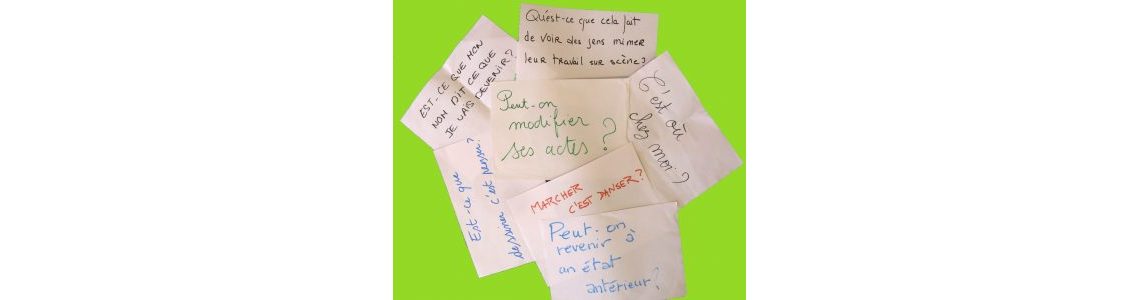 Qu'est-ce que cela fait
de voir des jens mimer
leur travail sur scène?
EST-CE QUE MON
NOM DIT CE QUE
JE VAIS DEVENIR?
Peut-on
modifier
ses actes?
C'est où
chez moi?
Est-ce que
dessiner c'est penser?
MARCHER
C'EST DANSER?
Peut-on
revenir à
un état
antérieur?